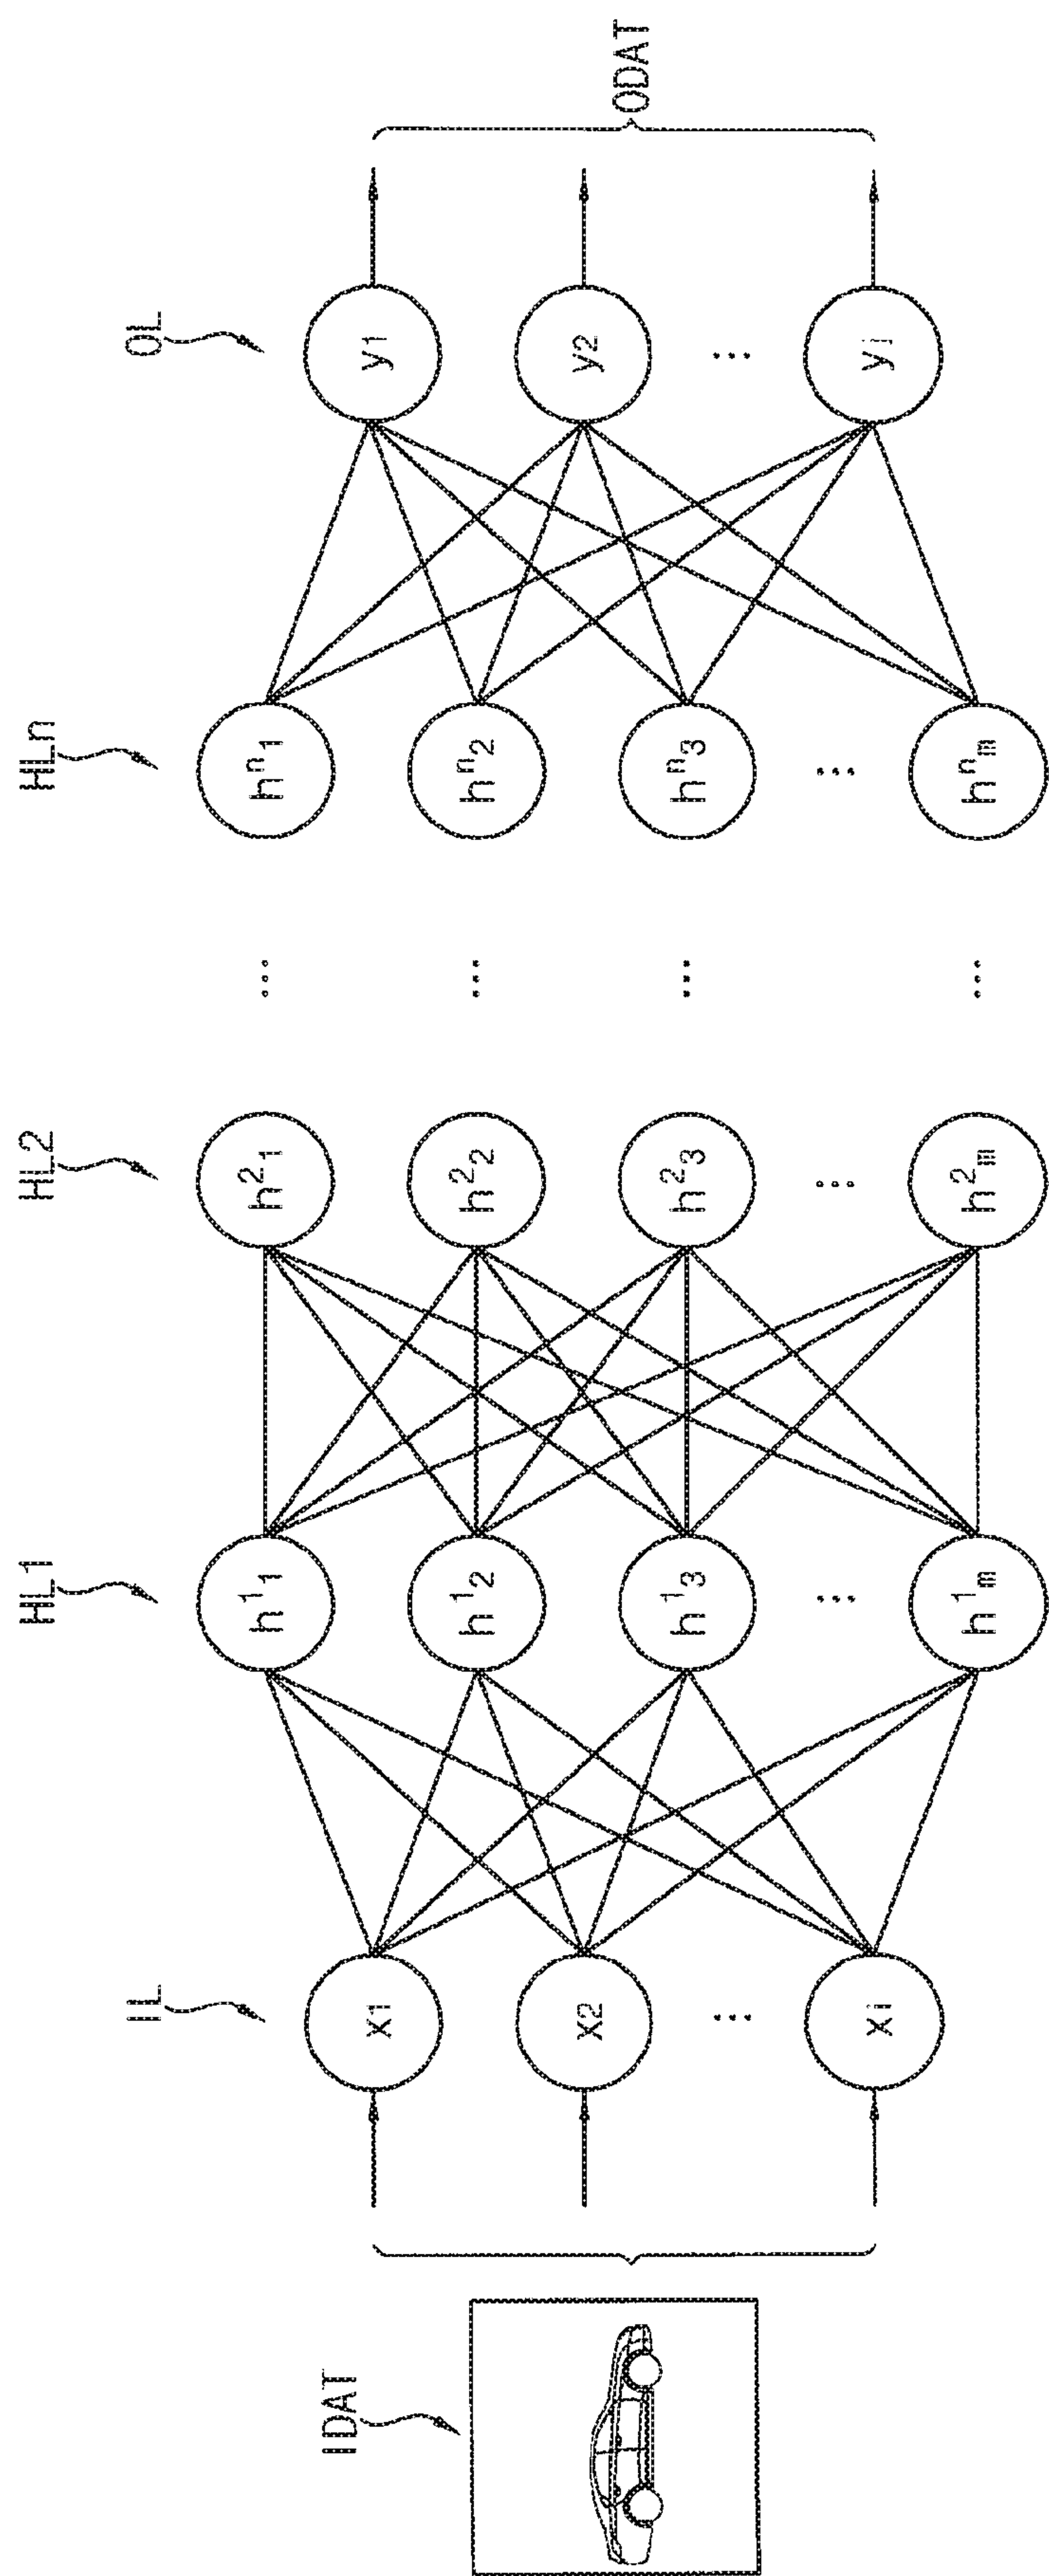 IDAT
IL
x1
x2
⋮
xi
HL1
h¹1
h¹2
h¹3
⋮
h¹m
HL2
h²1
h²2
h²3
⋮
h²m
...
...
...
...
HLn
hⁿ1
hⁿ2
hⁿ3
⋮
hⁿm
OL
y1
y2
⋮
yj
ODAT